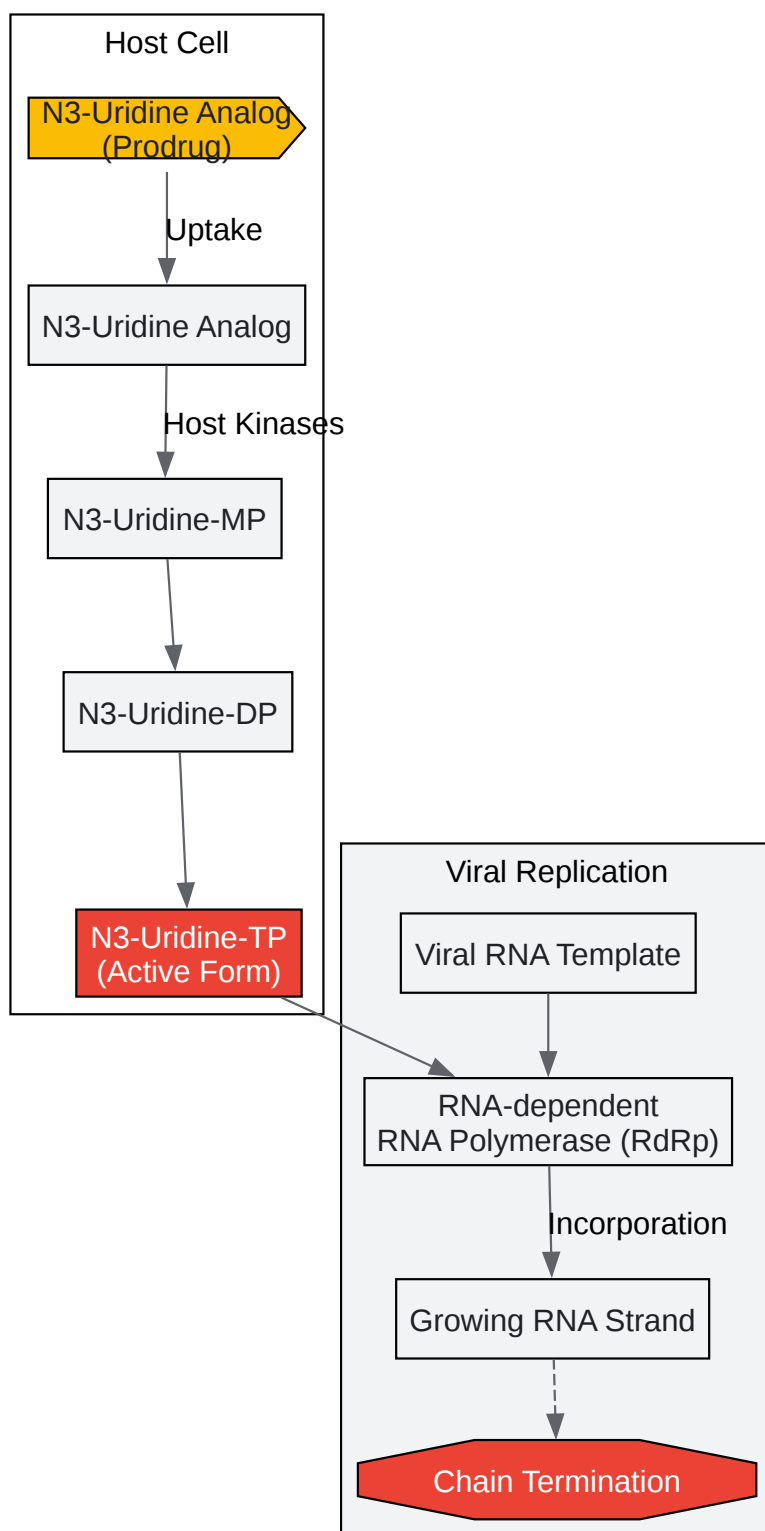 Host Cell
N3-Uridine Analog
(Prodrug)
Uptake
N3-Uridine Analog
Host Kinases
N3-Uridine-MP
N3-Uridine-DP
N3-Uridine-TP
(Active Form)
Viral Replication
Viral RNA Template
RNA-dependent
RNA Polymerase (RdRp)
Incorporation
Growing RNA Strand
Chain Termination